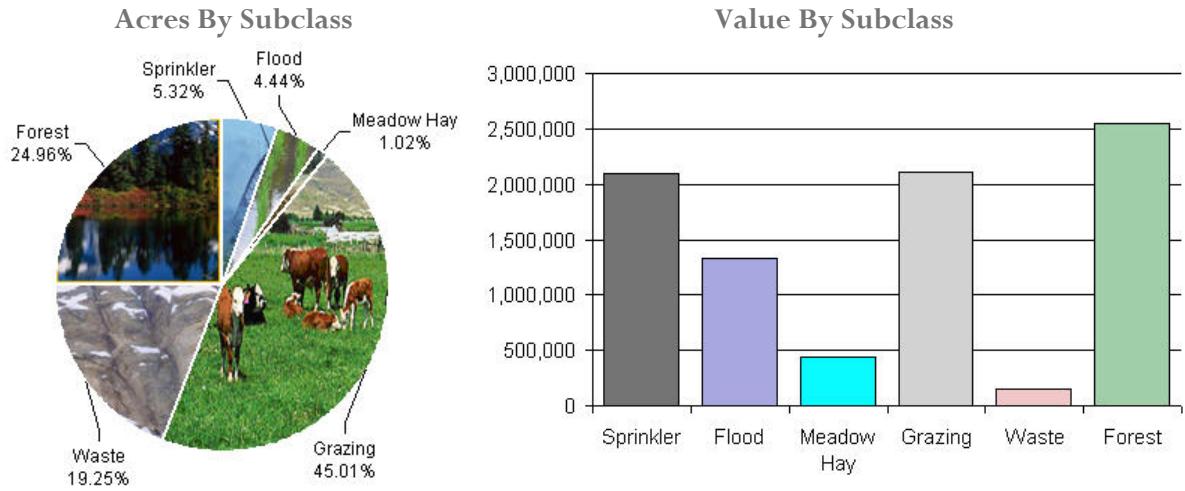 Acres By Subclass
Flood
4.44%
Sprinkler
5.32%
Meadow Hay
1.02%
Forest
24.96%
Waste
19.25%
Grazing
45.01%
Value By Subclass
3,000,000
2,500,000
2,000,000
1,500,000
1,000,000
500,000
0
Sprinkler Flood Meadow Grazing Waste Forest
Hay